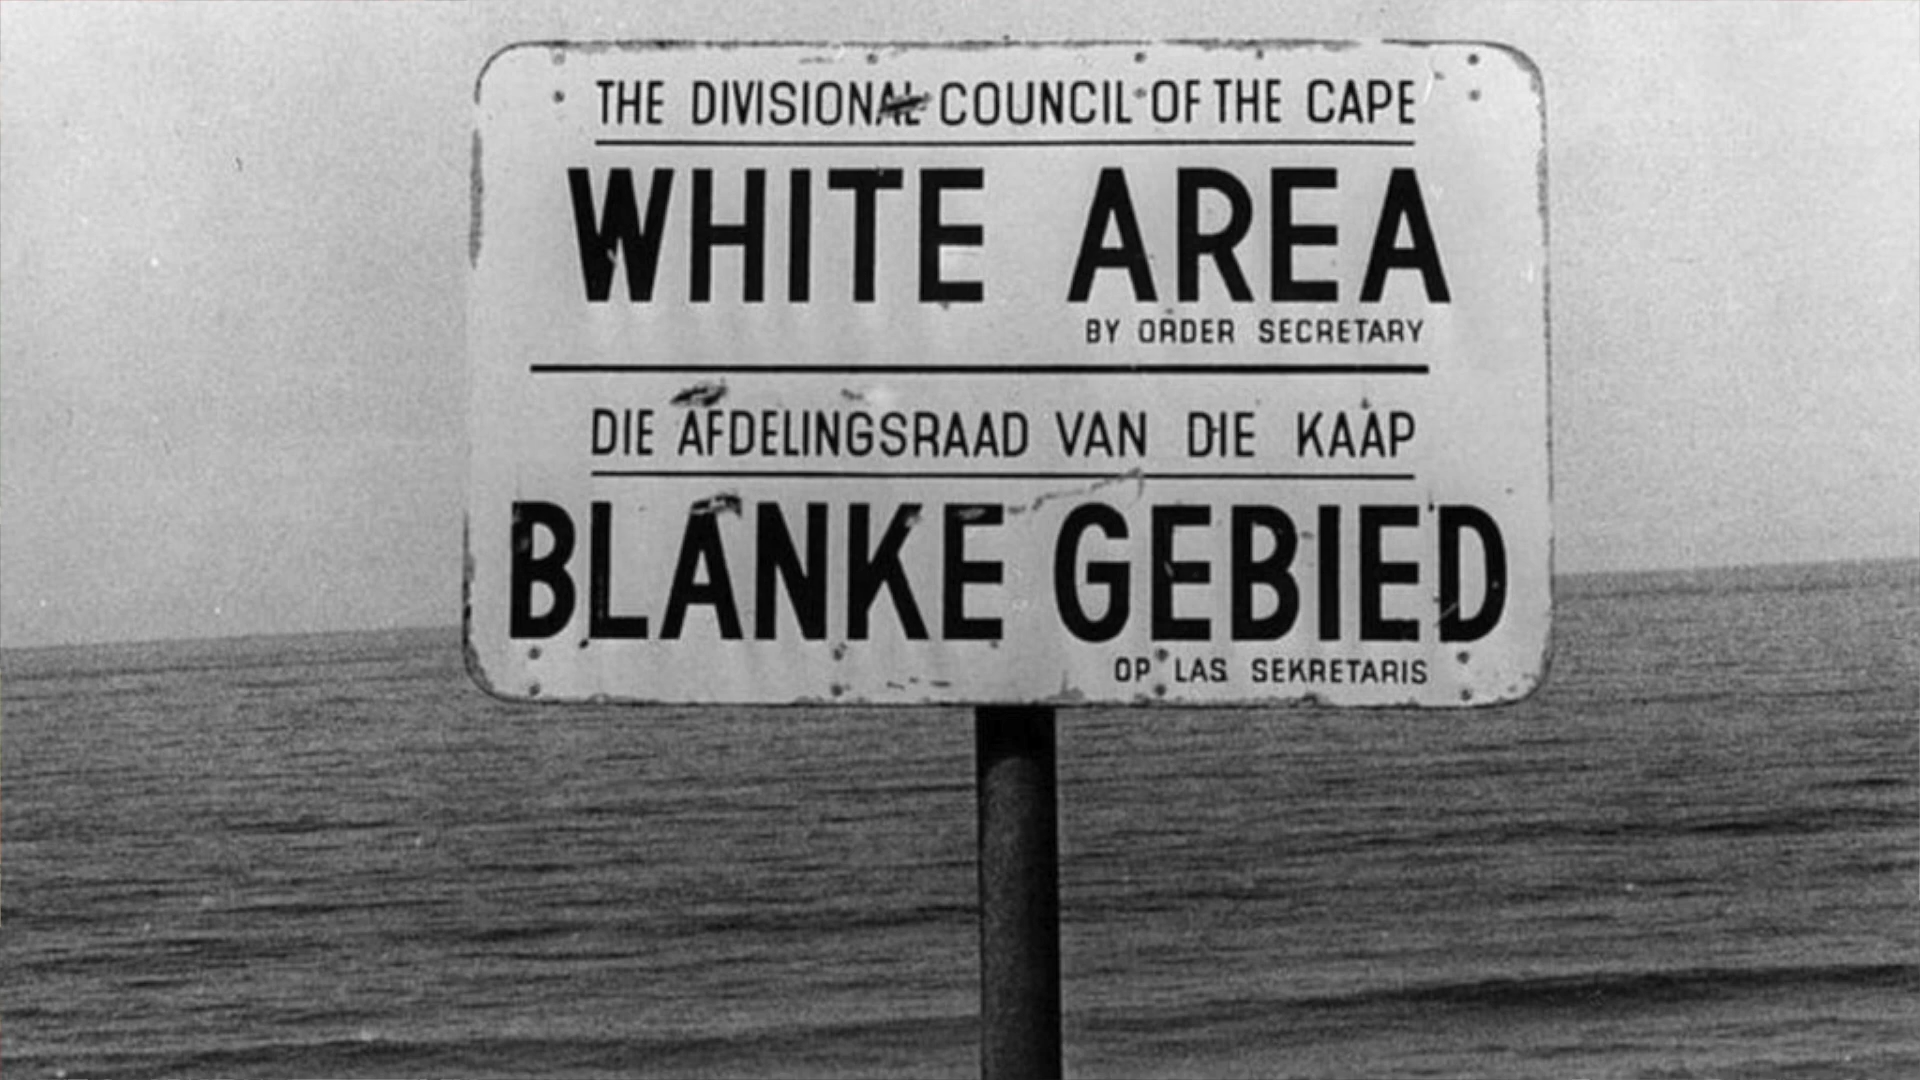 THE DIVISIONAL COUNCIL OF THE CAPE
WHITE AREA
BY ORDER SECRETARY
DIE AFDELINGSRAAD VAN DIE KAAP
BLANKE GEBIED
OP LAS SEKRETARIS